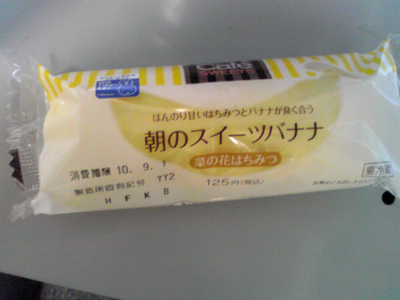 Café
SWEETS
ほんのり甘いはちみつとバナナが良く合う
朝のスイーツバナナ
菜の花はちみつ
消費期限 10.9.1
製造所固有記号 YY2
HFK8
125円(税込)
要冷蔵